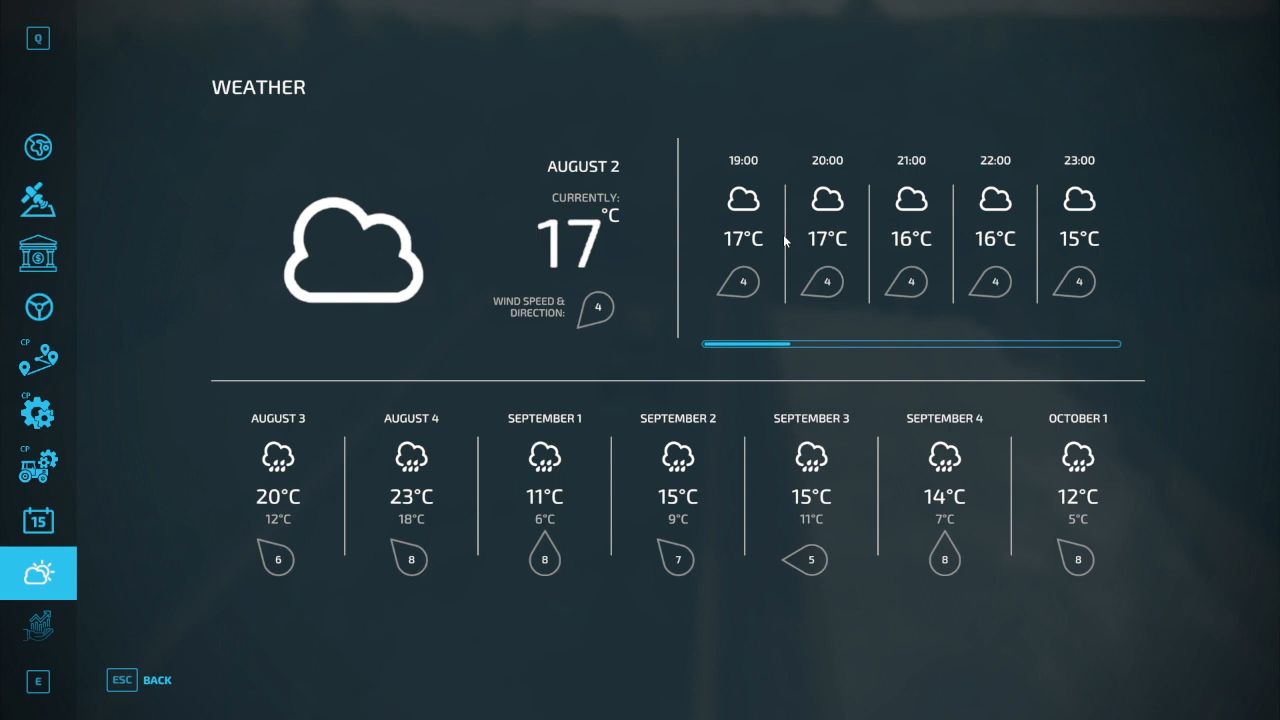 Q
WEATHER
AUGUST 2
CURRENTLY:
17 °C
WIND SPEED &
DIRECTION:
4
19:00 20:00 21:00 22:00 23:00
17°C 17°C 16°C 16°C 15°C
4 4 4 4 4
CP
CP
CP
15
AUGUST 3 AUGUST 4 SEPTEMBER 1 SEPTEMBER 2 SEPTEMBER 3 SEPTEMBER 4 OCTOBER 1
20°C 23°C 11°C 15°C 15°C 14°C 12°C
12°C 18°C 6°C 9°C 11°C 7°C 5°C
6 8 8 7 5 8 8
E
ESC BACK